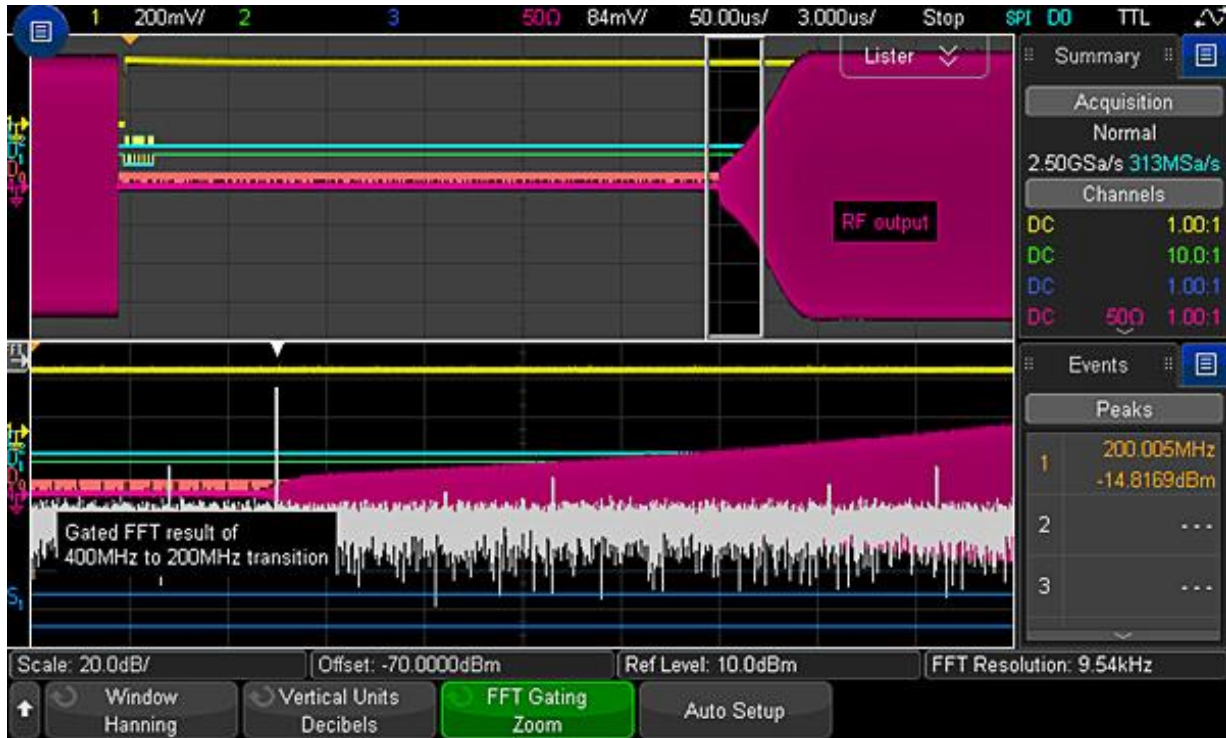 1 200mV/ 2 3 50Ω 84mV/ 50.00us/ 3.000us/ Stop SPI D0 TTL
Lister
Summary
Acquisition
Normal
2.50GSa/s 313MSa/s
Channels
DC 1.00:1
DC 10.0:1
DC 1.00:1
DC 50Ω 1.00:1
RF output
Events
Peaks
1 200.005MHz
-14.8169dBm
2 ---
3 ---
Gated FFT result of
400MHz to 200MHz transition
S1
Scale: 20.0dB/ Offset: -70.0000dBm Ref Level: 10.0dBm FFT Resolution: 9.54kHz
Window Vertical Units FFT Gating Auto Setup
Hanning Decibels Zoom